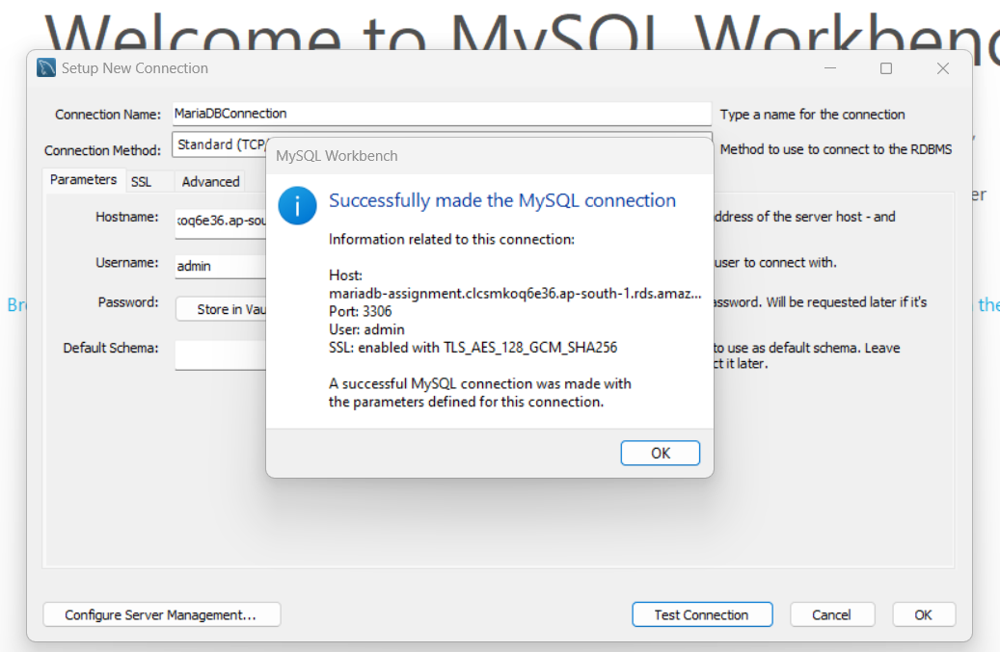 Welcome to MySQL Workbenc
Setup New Connection
Connection Name:
MariaDBConnection
Type a name for the connection
Connection Method:
Standard (TCP/
Method to use to connect to the RDBMS
MySQL Workbench
Parameters
SSL
Advanced
Successfully made the MySQL connection
Information related to this connection:
Host:
mariadb-assignment.clcsmkoq6e36.ap-south-1.rds.amaz...
Port: 3306
User: admin
SSL: enabled with TLS_AES_128_GCM_SHA256
A successful MySQL connection was made with
the parameters defined for this connection.
OK
Hostname:
koq6e36.ap-sou
address of the server host - and
Username:
admin
user to connect with.
Password:
Store in Vau
assword. Will be requested later if it's
Default Schema:
to use as default schema. Leave
ct it later.
er
Bro
the
Configure Server Management...
Test Connection
Cancel
OK